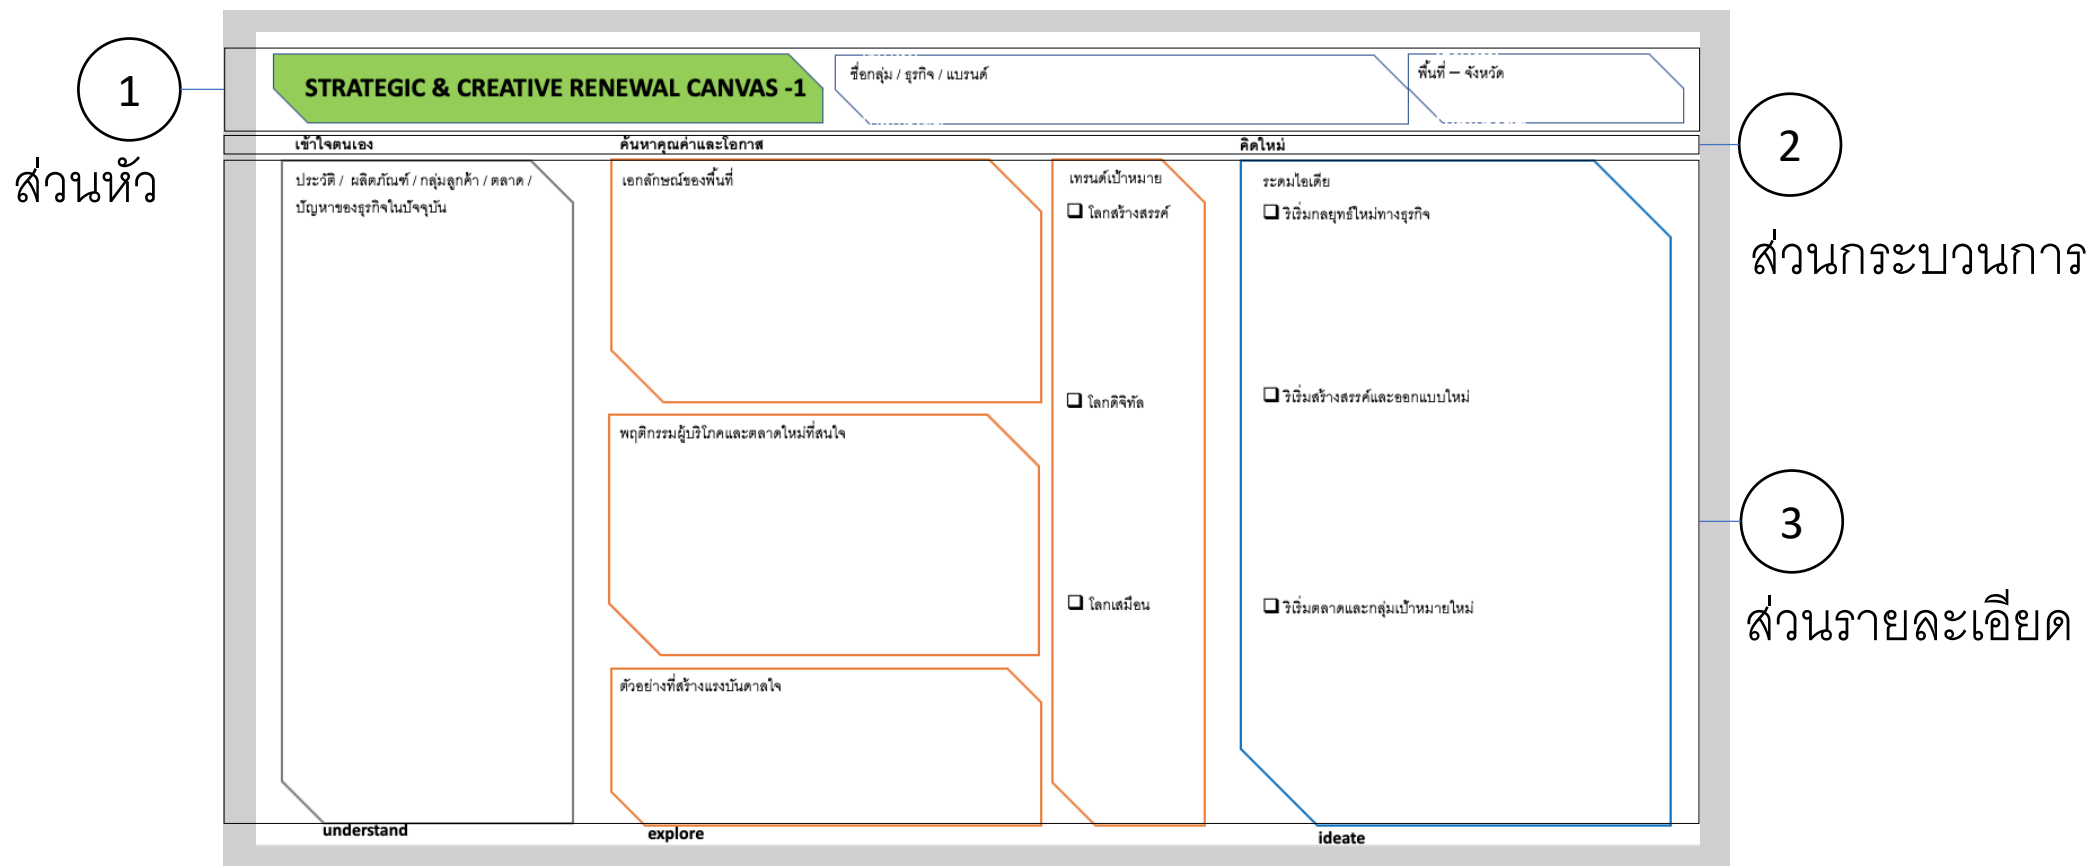 1
ส่วนหัว
STRATEGIC & CREATIVE RENEWAL CANVAS -1
ชื่อกลุ่ม / ธุรกิจ / แบรนด์
พื้นที่ – จังหวัด
2
ส่วนกระบวนการ
เข้าใจตนเอง
ค้นหาคุณค่าและโอกาส
คิดใหม่
ประวัติ / ผลิตภัณฑ์ / กลุ่มลูกค้า / ตลาด /
ปัญหาของธุรกิจในปัจจุบัน
เอกลักษณ์ของพื้นที่
พฤติกรรมผู้บริโภคและตลาดใหม่ที่สนใจ
ตัวอย่างที่สร้างแรงบันดาลใจ
เทรนด์เป้าหมาย
❑ โลกสร้างสรรค์
❑ โลกดิจิทัล
❑ โลกเสมือน
ระดมไอเดีย
❑ ริเริ่มกลยุทธ์ใหม่ทางธุรกิจ
❑ ริเริ่มสร้างสรรค์และออกแบบใหม่
❑ ริเริ่มตลาดและกลุ่มเป้าหมายใหม่
3
ส่วนรายละเอียด
understand
explore
ideate